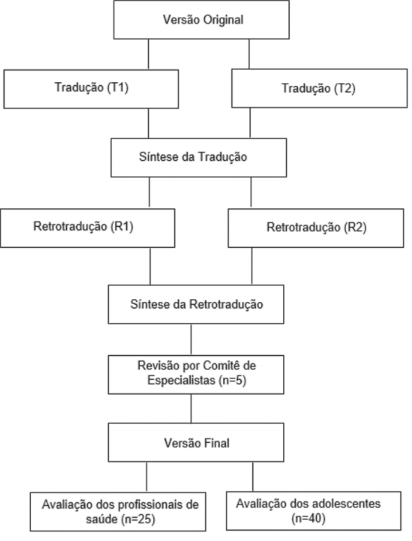 Versão Original
Tradução (T1)
Tradução (T2)
Síntese da Tradução
Retrotradução (R1)
Retrotradução (R2)
Síntese da Retrotradução
Revisão por Comitê de
Especialistas (n=5)
Versão Final
Avaliação dos profissionais de
saúde (n=25)
Avaliação dos adolescentes
(n=40)